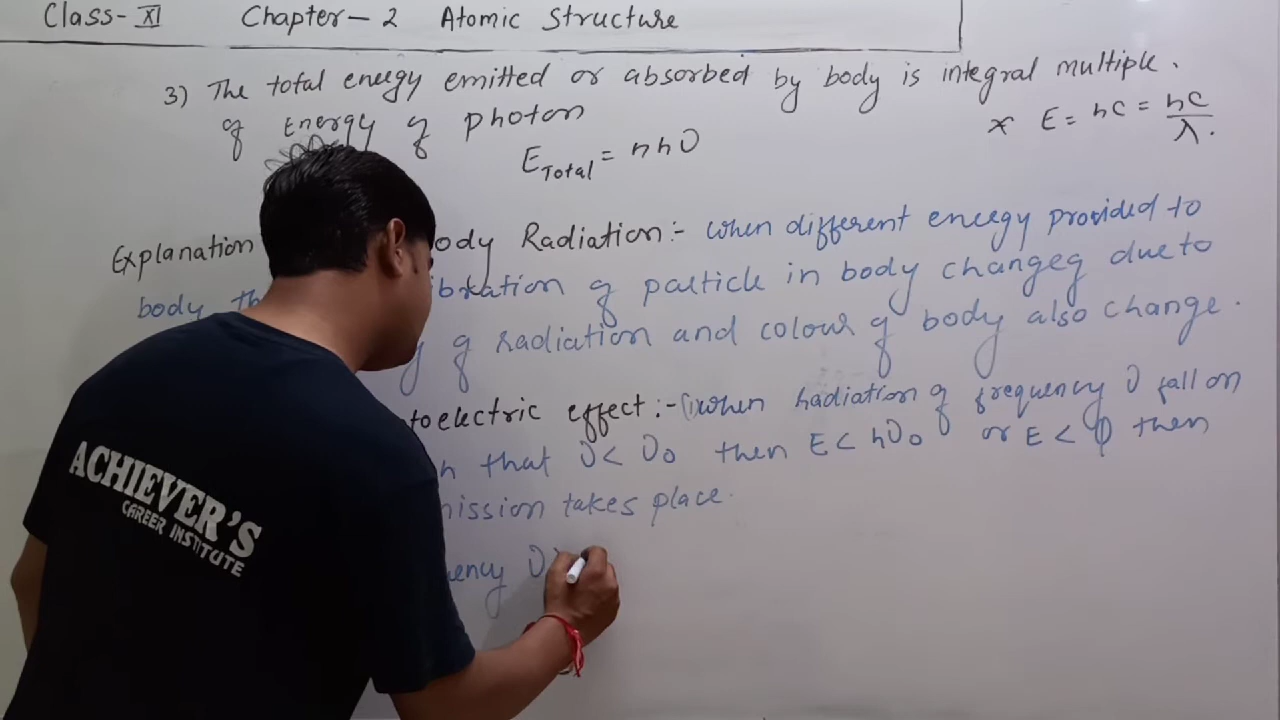 Class- XI Chapter- 2 Atomic Structure
3) The total energy emitted or absorbed by body is integral multiple.
of Energy of photon
E Total = nhυ
* E = hc = hc/λ.
Explanation ody Radiation:- when different energy provided to
body th bration of particle in body changeg due to
y of radiation and colour of body also change.
toelectric effect:- (i) when radiation of frequency υ fall on
h that υ < υ₀ then E < hυ₀ or E < φ then
mission takes place.
uency υ
ACHIEVER'S
CAREER INSTITUTE